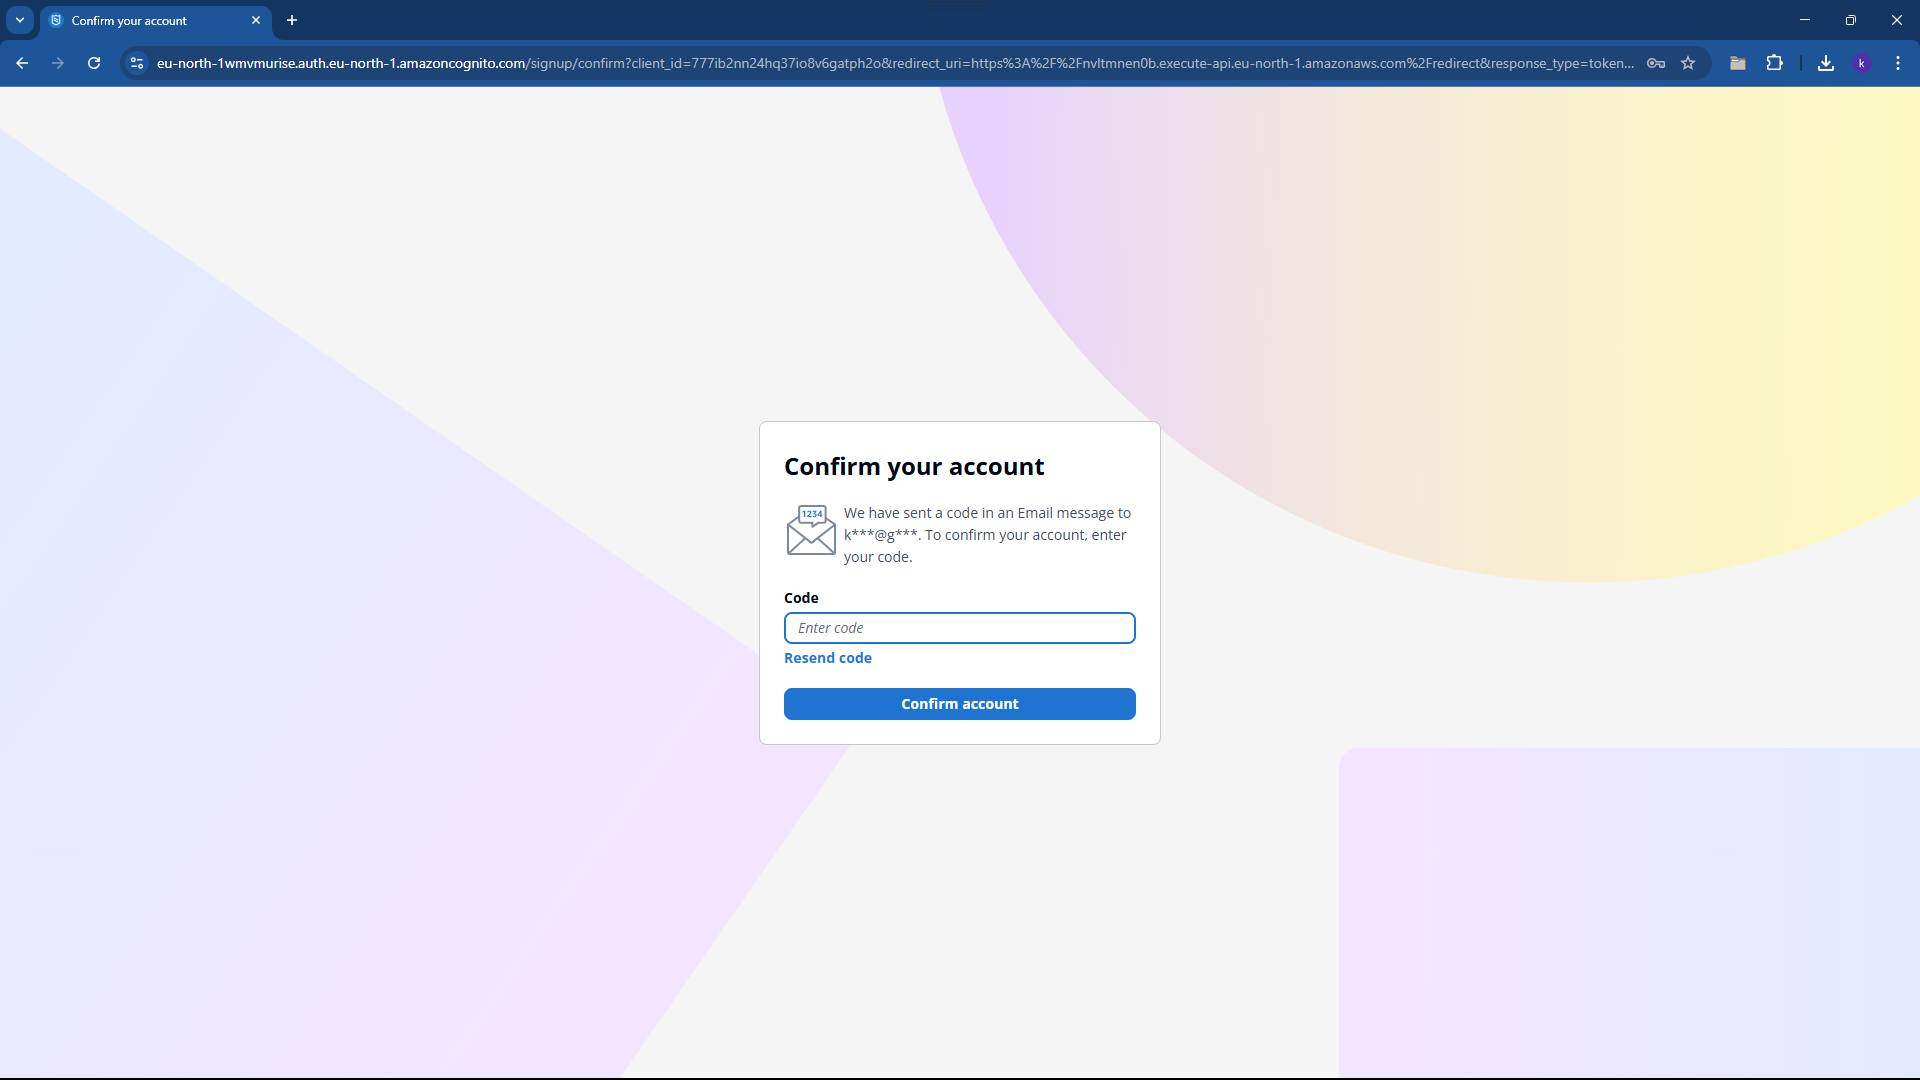 Confirm your account
eu-north-1wmvmurise.auth.eu-north-1.amazoncognito.com/signup/confirm?client_id=777ib2nn24hq37io8v6gatph2o&redirect_uri=https%3A%2F%2Fnvltmnen0b.execute-api.eu-north-1.amazonaws.com%2Fredirect&response_type=token...
k
Confirm your account
1234
We have sent a code in an Email message to
k***@g***. To confirm your account, enter
your code.
Code
Enter code
Resend code
Confirm account